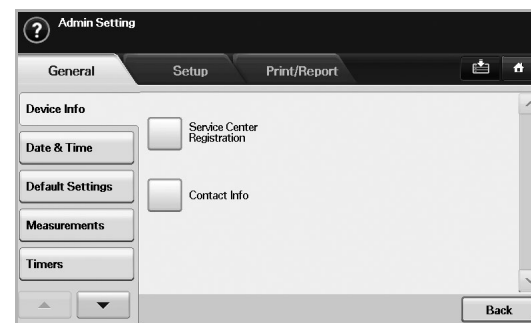 Admin Setting
General
Setup
Print/Report
Device Info
Date & Time
Default Settings
Measurements
Timers
Service Center
Registration
Contact Info
Back